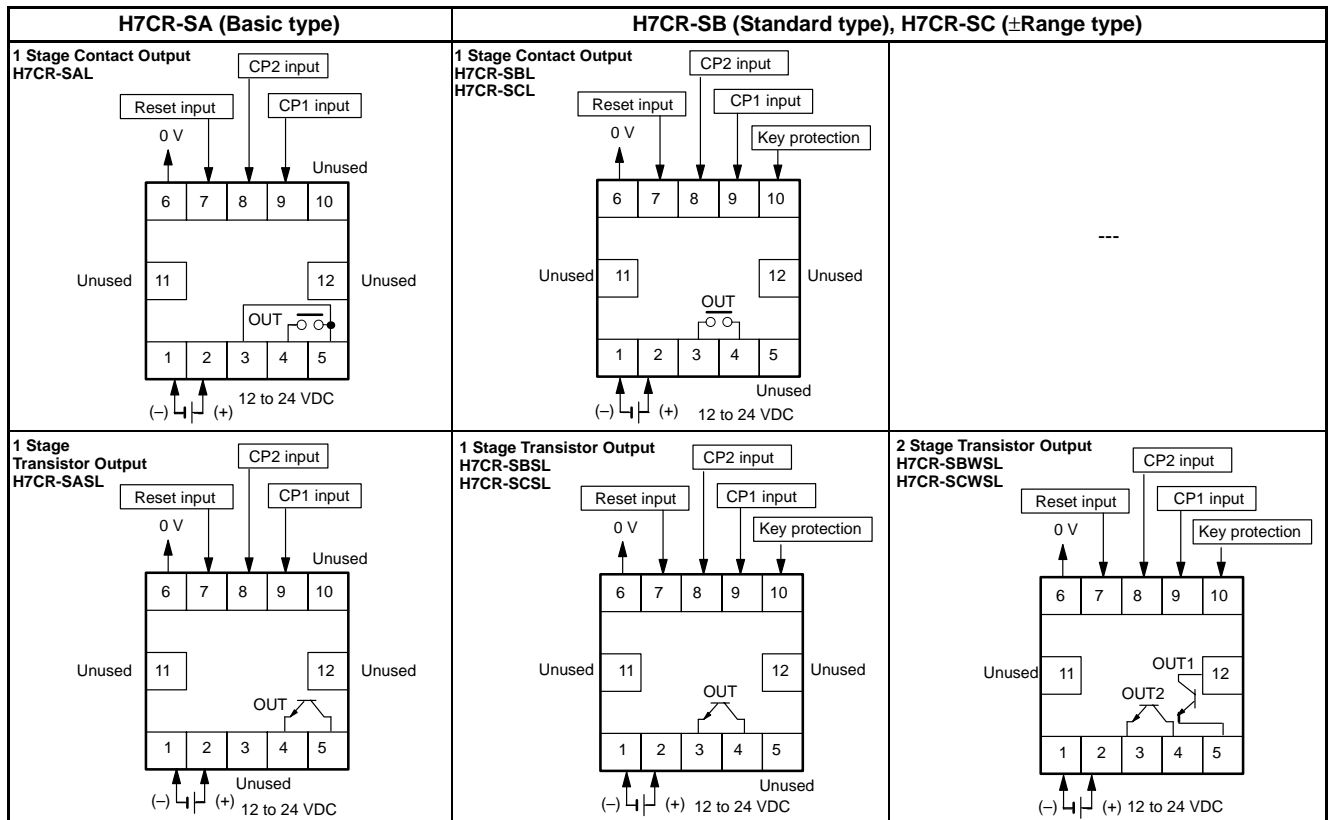 H7CR-SA (Basic type)
H7CR-SB (Standard type), H7CR-SC (±Range type)
1 Stage Contact Output
H7CR-SAL
CP2 input
Reset input
CP1 input
0 V
Unused
6 7 8 9 10
Unused 11 12 Unused
OUT
1 2 3 4 5
(–) (+) 12 to 24 VDC
1 Stage Contact Output
H7CR-SBL
H7CR-SCL
CP2 input
Reset input
CP1 input
0 V
Key protection
6 7 8 9 10
Unused 11 12 Unused
OUT
1 2 3 4 5
Unused
(–) (+) 12 to 24 VDC
---
1 Stage
Transistor Output
H7CR-SASL
CP2 input
Reset input
CP1 input
0 V
Unused
6 7 8 9 10
Unused 11 12 Unused
OUT
1 2 3 4 5
Unused
(–) (+) 12 to 24 VDC
1 Stage Transistor Output
H7CR-SBSL
H7CR-SCSL
CP2 input
Reset input
CP1 input
0 V
Key protection
6 7 8 9 10
Unused 11 12 Unused
OUT
1 2 3 4 5
Unused
(–) (+) 12 to 24 VDC
2 Stage Transistor Output
H7CR-SBWSL
H7CR-SCWSL
CP2 input
Reset input
CP1 input
0 V
Key protection
6 7 8 9 10
Unused 11 OUT1 12
OUT2
1 2 3 4 5
(–) (+) 12 to 24 VDC